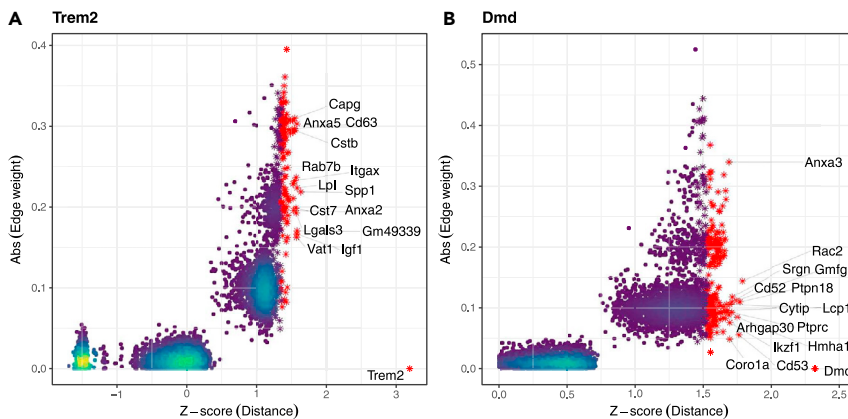 A Trem2
0.4
0.3
0.2
0.1
0.0
Abs (Edge weight)
Capg
Anxa5 Cd63
Cstb
Rab7b Itgax
Lpl Spp1
Cst7 Anxa2
Lgals3 Gm49339
Vat1 Igf1
Trem2
−1 0 1 2 3
Z−score (Distance)
B Dmd
0.5
0.4
0.3
0.2
0.1
0.0
Abs (Edge weight)
Anxa3
Rac2
Srgn Gmfg
Cd52 Ptpn18
Cytip Lcp1
Arhgap30 Ptprc
Ikzf1 Hmha1
Coro1a Cd53
Dmd
0.0 0.5 1.0 1.5 2.0 2.5
Z−score (Distance)